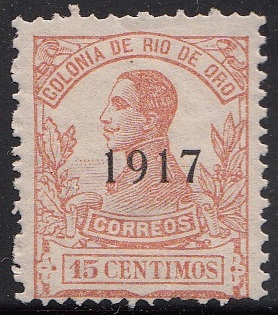 COLONIA DE RIO DE ORO
1917
CORREOS
15 CENTIMOS